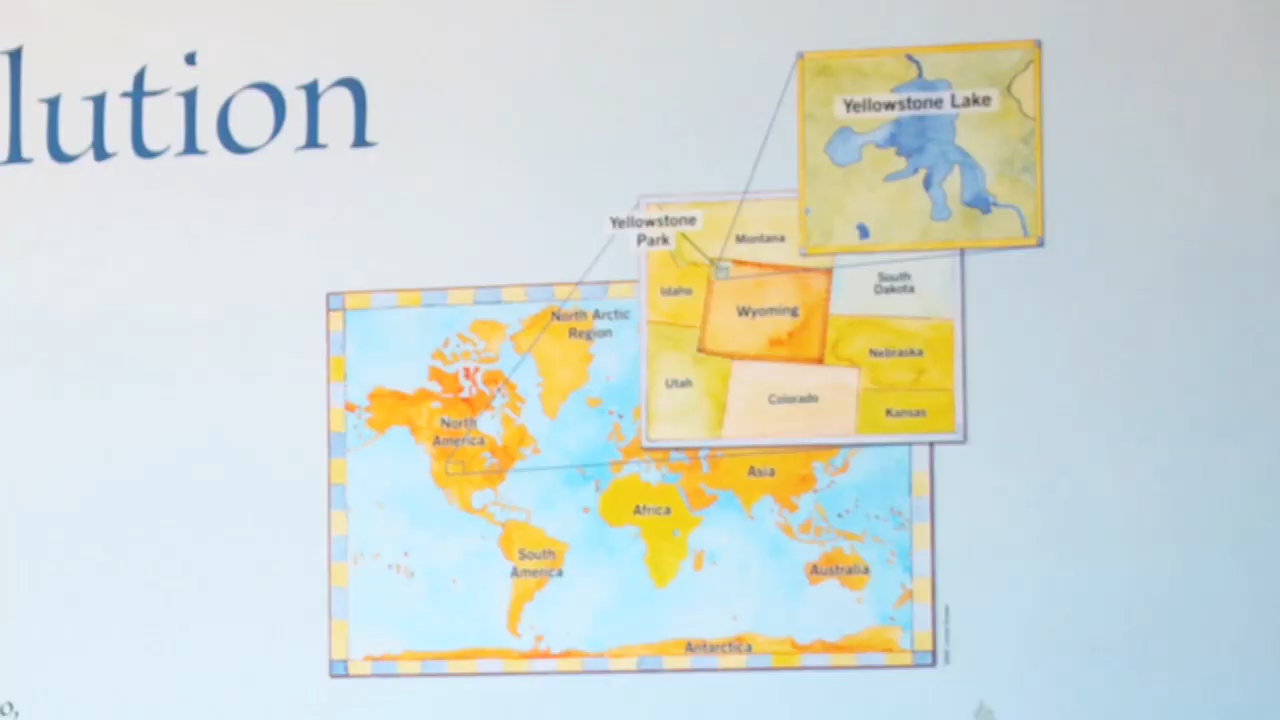 lution
Yellowstone Lake
Yellowstone
Park
Montana
South
Dakota
Idaho
Wyoming
Nebraska
Utah
Colorado
Kansas
North Arctic
Region
North
America
Asia
Africa
South
America
Australia
Antarctica
o,